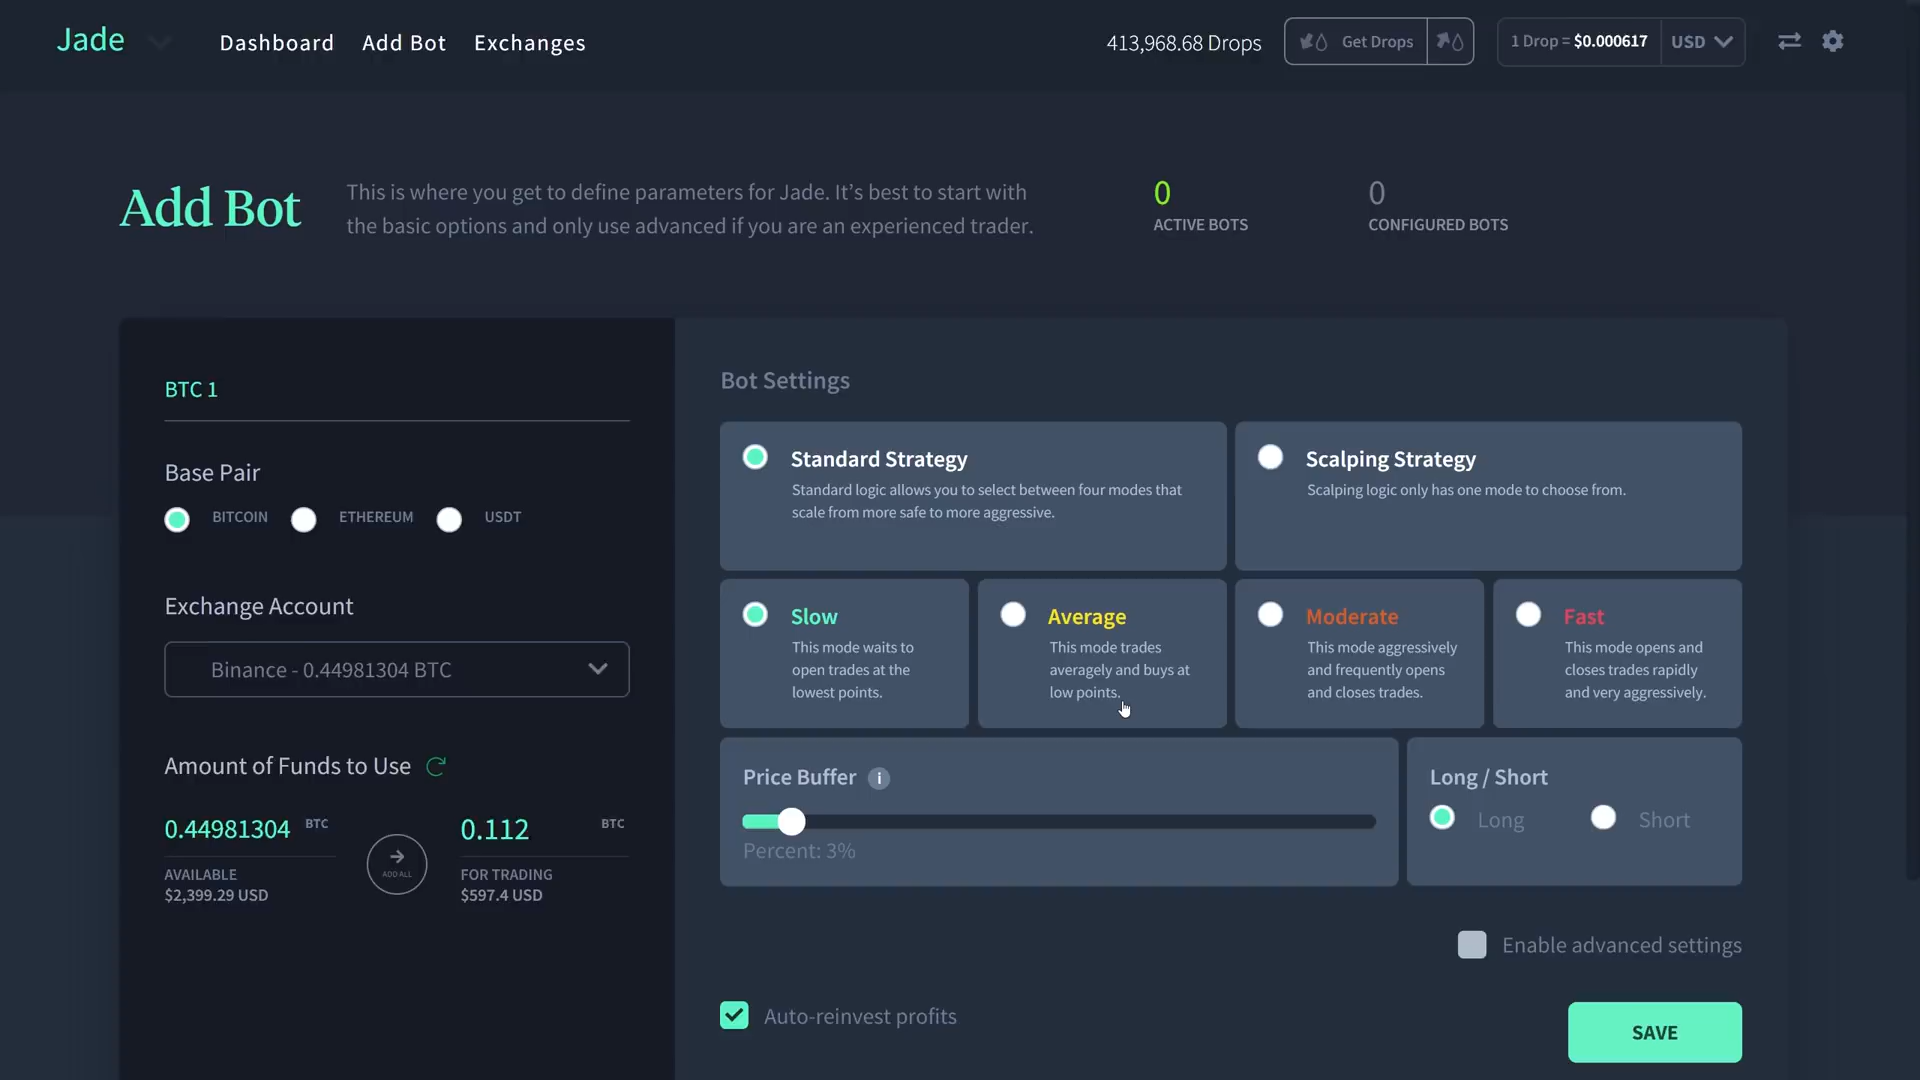 Jade
Dashboard
Add Bot
Exchanges
413,968.68 Drops
Get Drops
1 Drop = $0.000617
USD
Add Bot
This is where you get to define parameters for Jade. It's best to start with
the basic options and only use advanced if you are an experienced trader.
0
ACTIVE BOTS
0
CONFIGURED BOTS
BTC 1
Base Pair
BITCOIN
ETHEREUM
USDT
Exchange Account
Binance - 0.44981304 BTC
Amount of Funds to Use
0.44981304 BTC
AVAILABLE
$2,399.29 USD
ADD ALL
0.112 BTC
FOR TRADING
$597.4 USD
Bot Settings
Standard Strategy
Standard logic allows you to select between four modes that
scale from more safe to more aggressive.
Scalping Strategy
Scalping logic only has one mode to choose from.
Slow
This mode waits to
open trades at the
lowest points.
Average
This mode trades
averagely and buys at
low points.
Moderate
This mode aggressively
and frequently opens
and closes trades.
Fast
This mode opens and
closes trades rapidly
and very aggressively.
Price Buffer i
Percent: 3%
Long / Short
Long
Short
Enable advanced settings
Auto-reinvest profits
SAVE